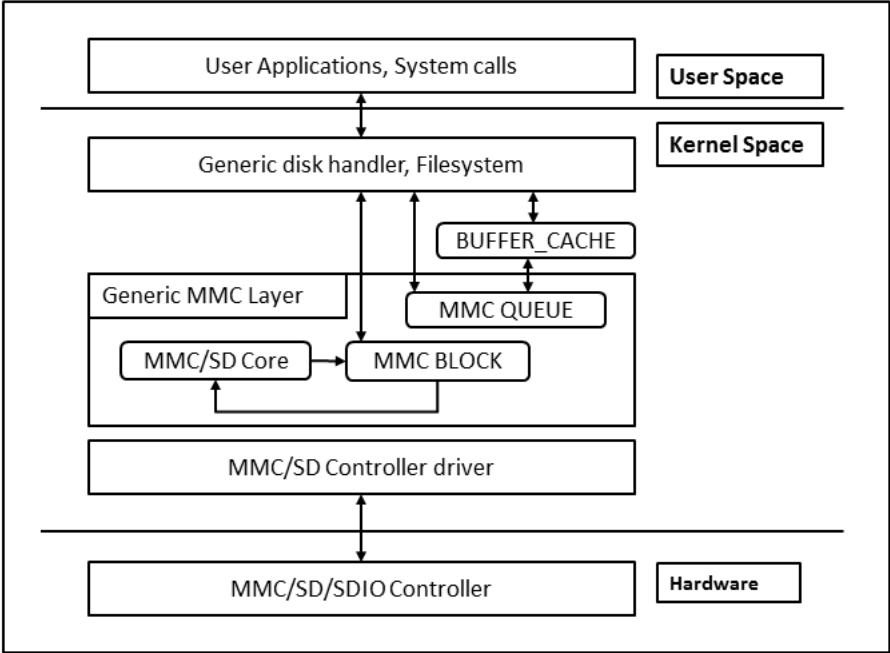 User Applications, System calls
User Space
Kernel Space
Generic disk handler, Filesystem
BUFFER_CACHE
Generic MMC Layer
MMC QUEUE
MMC/SD Core
MMC BLOCK
MMC/SD Controller driver
MMC/SD/SDIO Controller
Hardware